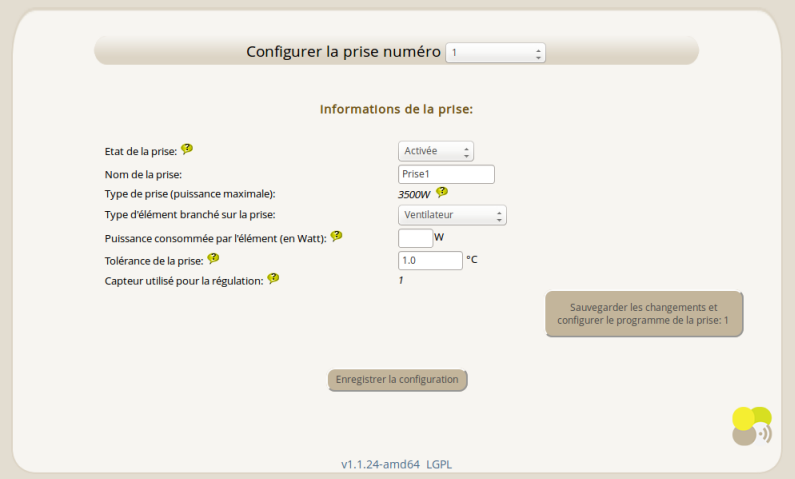 Configurer la prise numéro 1
Informations de la prise:
Etat de la prise: ? Activée
Nom de la prise: Prise1
Type de prise (puissance maximale): 3500W ?
Type d'élément branché sur la prise: Ventilateur
Puissance consommée par l'élément (en Watt): ? W
Tolérance de la prise: ? 1.0 °C
Capteur utilisé pour la régulation: ? 1
Sauvegarder les changements et
configurer le programme de la prise: 1
Enregistrer la configuration
v1.1.24-amd64 LGPL